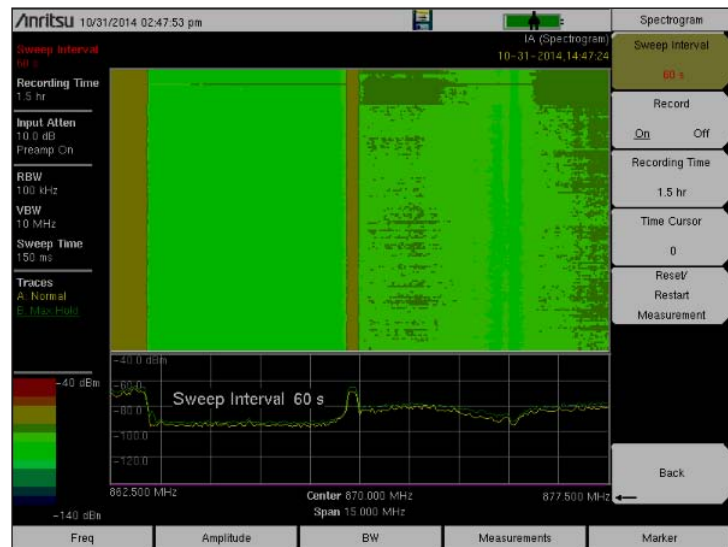 Anritsu 10/31/2014 02:47:53 pm
Spectrogram
IA (Spectrogram)
10-31-2014,14:47:24
Sweep Interval
60 s
Recording Time
1.5 hr
Input Atten
10.0 dB
Preamp On
RBW
100 kHz
VBW
10 MHz
Sweep Time
150 ms
Traces
A: Normal
B: Max Hold
-40 dBm
-140 dBm
-40.0 dBm
-60.0
-80.0
-100.0
-120.0
Sweep Interval 60 s
862.500 MHz
Center 870.000 MHz
877.500 MHz
Span 15.000 MHz
Sweep Interval
60 s
Record
On Off
Recording Time
1.5 hr
Time Cursor
0
Reset/
Restart
Measurement
Back
Freq
Amplitude
BW
Measurements
Marker